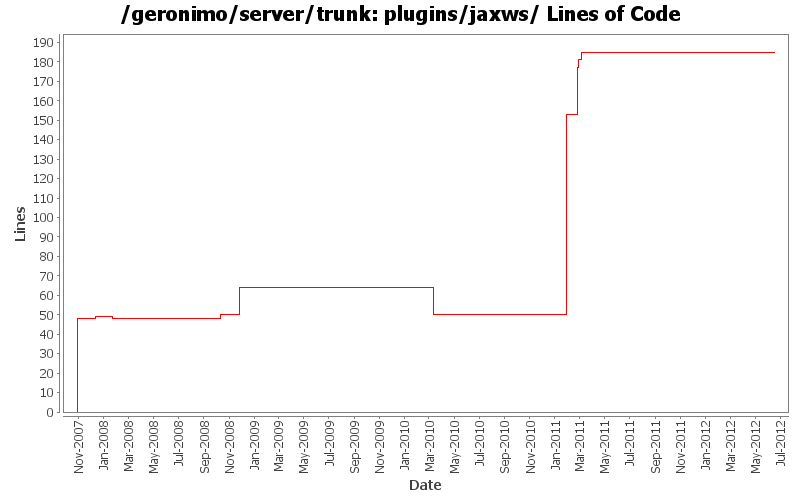 /geronimo/server/trunk: plugins/jaxws/ Lines of Code
190
180
170
160
150
140
130
120
110
100
90
80
70
60
50
40
30
20
10
0
Lines
Nov-2007
Jan-2008
Mar-2008
May-2008
Jul-2008
Sep-2008
Nov-2008
Jan-2009
Mar-2009
May-2009
Jul-2009
Sep-2009
Nov-2009
Jan-2010
Mar-2010
May-2010
Jul-2010
Sep-2010
Nov-2010
Jan-2011
Mar-2011
May-2011
Jul-2011
Sep-2011
Nov-2011
Jan-2012
Mar-2012
May-2012
Jul-2012
Date